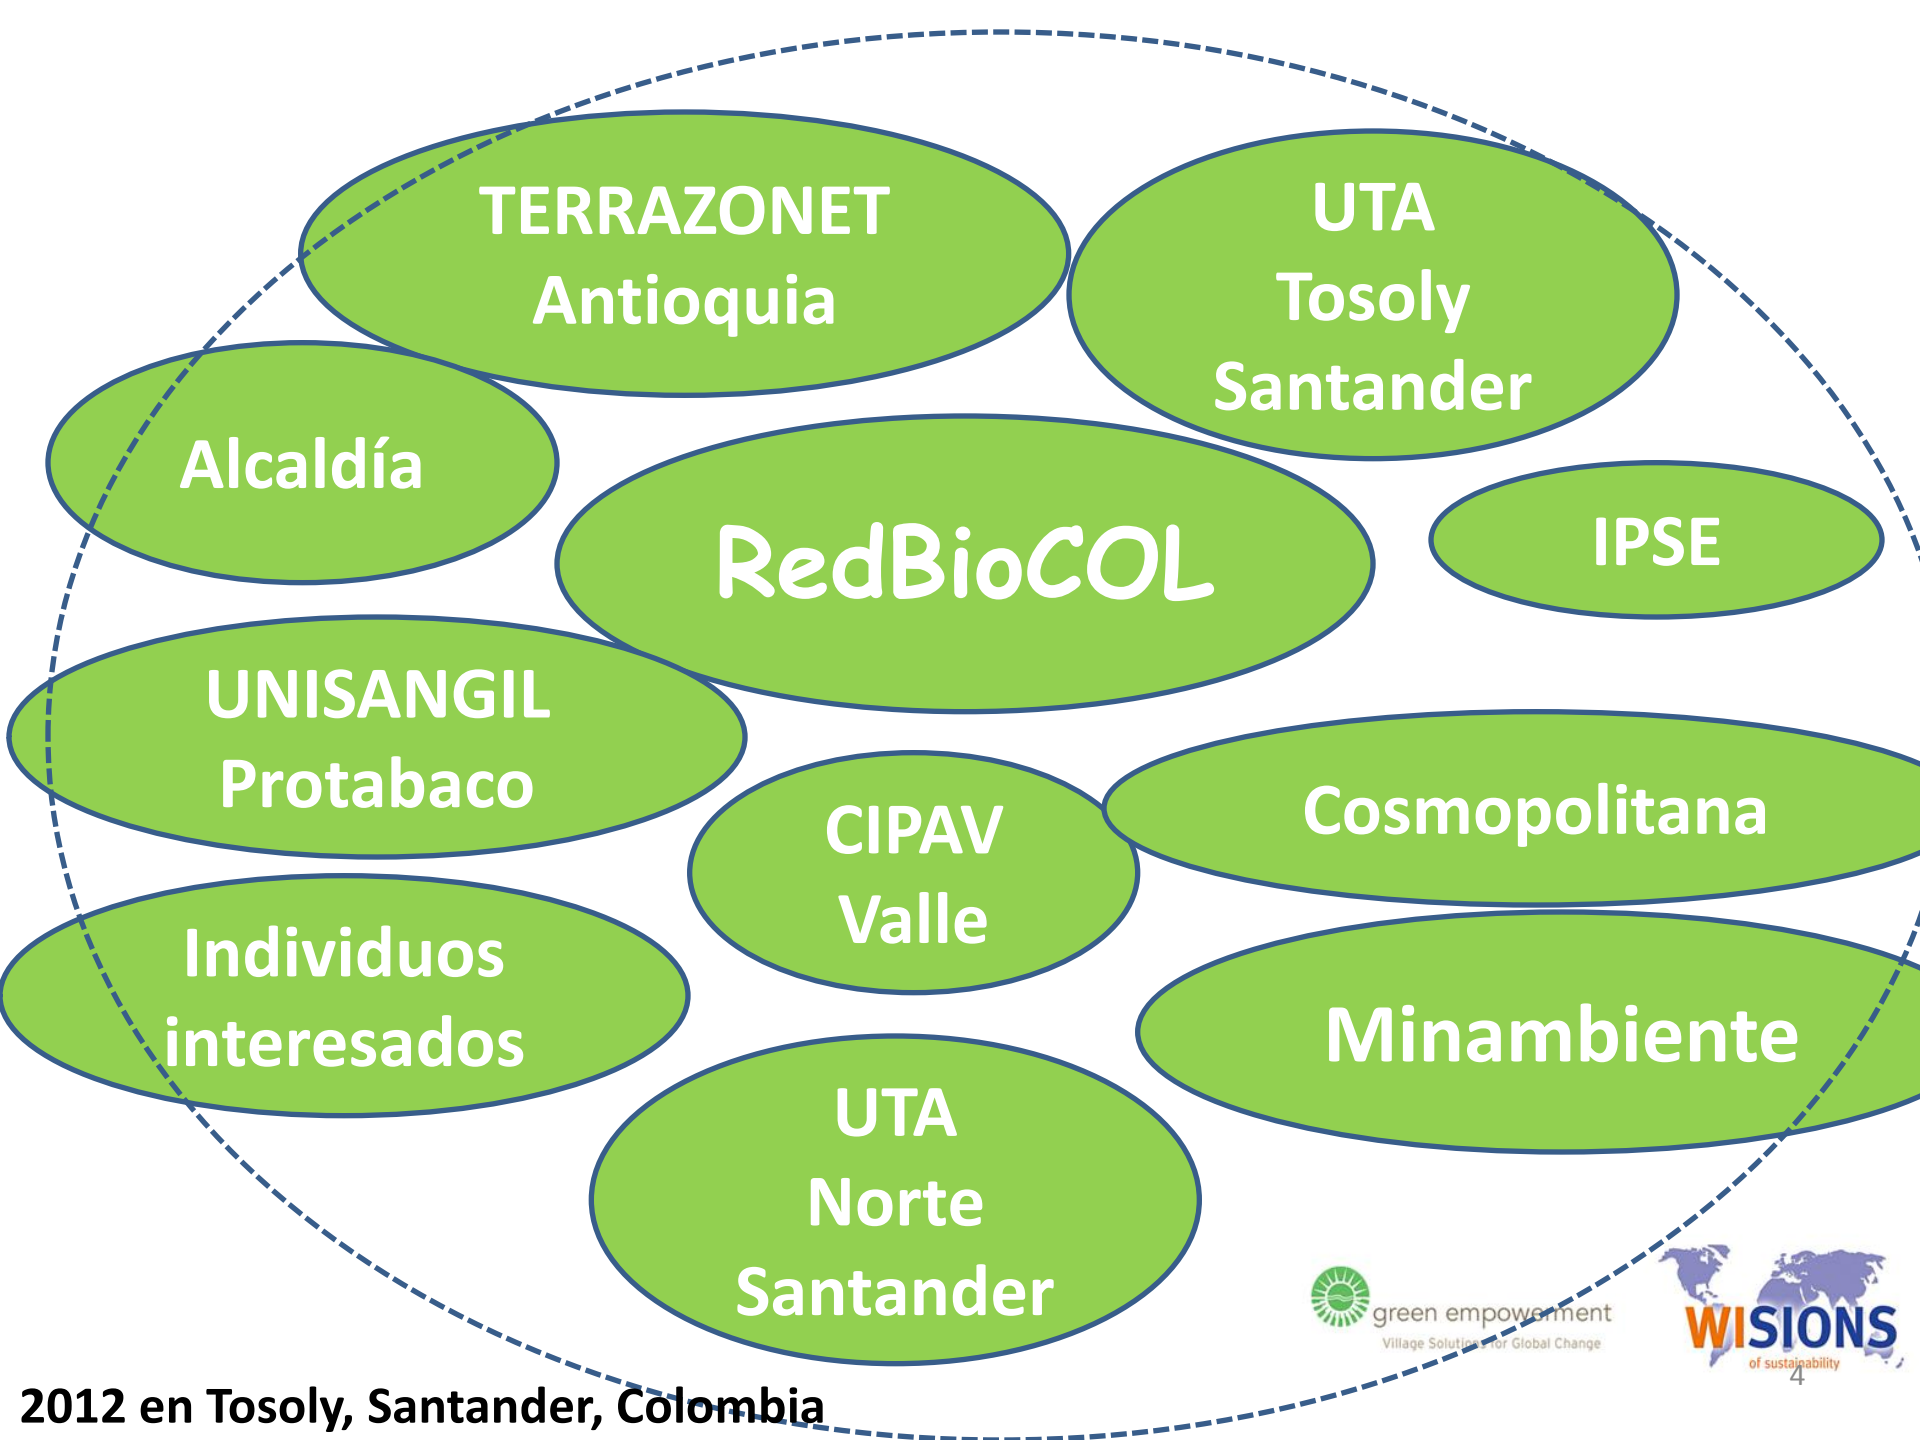 TERRAZONET
Antioquia
UTA
Tosoly
Santander
Alcaldía
RedBioCOL
IPSE
UNISANGIL
Protabaco
CIPAV
Valle
Cosmopolitana
Individuos
interesados
Minambiente
UTA
Norte
Santander
green empowerment
Village Solutions for Global Change
WISIONS
of sustainability
4
2012 en Tosoly, Santander, Colombia